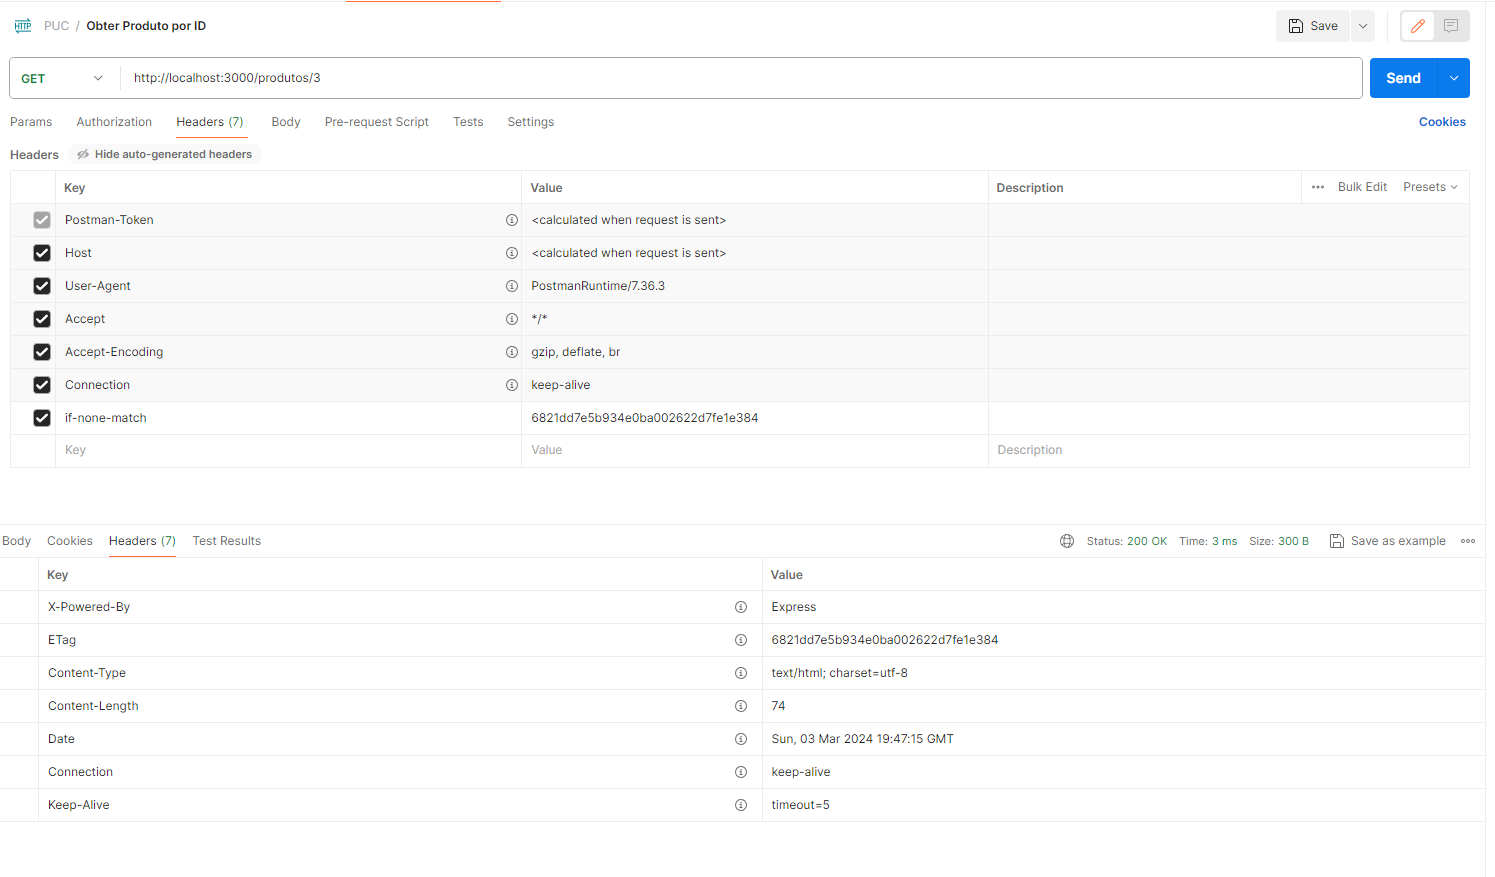 HTTP PUC / Obter Produto por ID Save
GET http://localhost:3000/produtos/3 Send
Params Authorization Headers (7) Body Pre-request Script Tests Settings Cookies
Headers Hide auto-generated headers
Key Value Description ••• Bulk Edit Presets
Postman-Token <calculated when request is sent>
Host <calculated when request is sent>
User-Agent PostmanRuntime/7.36.3
Accept */*
Accept-Encoding gzip, deflate, br
Connection keep-alive
if-none-match 6821dd7e5b934e0ba002622d7fe1e384
Key Value Description
Body Cookies Headers (7) Test Results Status: 200 OK Time: 3 ms Size: 300 B Save as example
Key Value
X-Powered-By Express
ETag 6821dd7e5b934e0ba002622d7fe1e384
Content-Type text/html; charset=utf-8
Content-Length 74
Date Sun, 03 Mar 2024 19:47:15 GMT
Connection keep-alive
Keep-Alive timeout=5